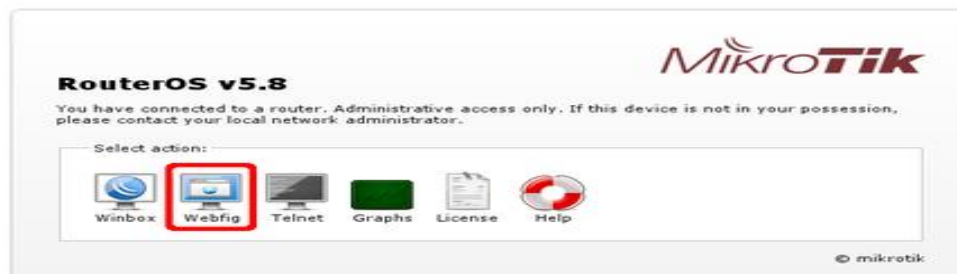 MikroTik
RouterOS v5.8
You have connected to a router. Administrative access only. If this device is not in your possession,
please contact your local network administrator.
Select action:
Winbox Webfig Telnet Graphs License Help
© mikrotik